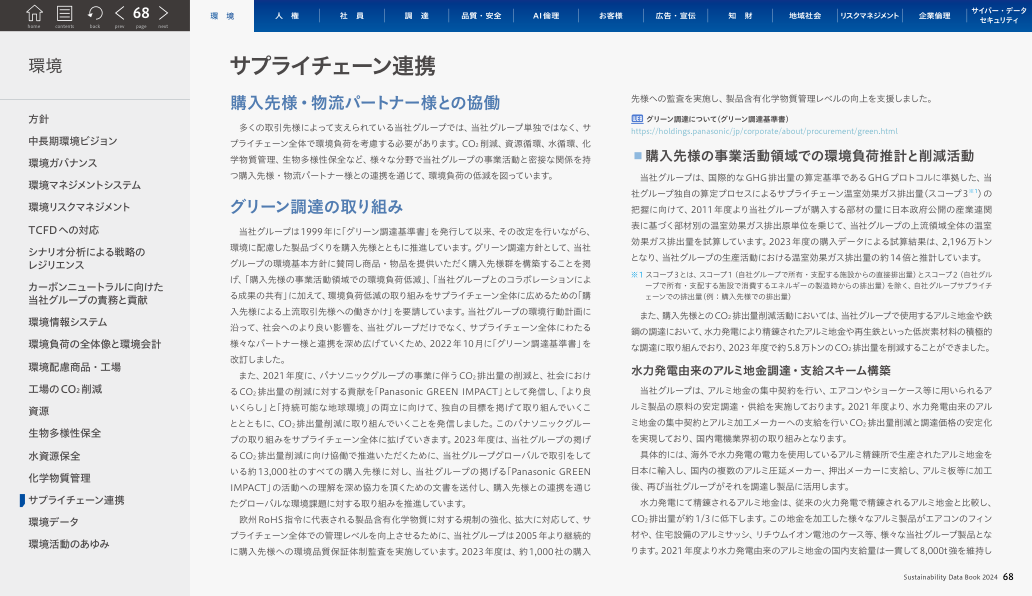 home
contents
back
prev
68
page
next
環 境
人 権
社 員
調 達
品質・安全
AI倫理
お客様
広告・宣伝
知 財
地域社会
リスクマネジメント
企業倫理
サイバー・データ
セキュリティ
環境
方針
中長期環境ビジョン
環境ガバナンス
環境マネジメントシステム
環境リスクマネジメント
TCFDへの対応
シナリオ分析による戦略の
レジリエンス
カーボンニュートラルに向けた
当社グループの責務と貢献
環境情報システム
環境負荷の全体像と環境会計
環境配慮商品・工場
工場のCO₂削減
資源
生物多様性保全
水資源保全
化学物質管理
サプライチェーン連携
環境データ
環境活動のあゆみ
サプライチェーン連携
購入先様・物流パートナー様との協働
多くの取引先様によって支えられている当社グループでは、当社グループ単独ではなく、サ
プライチェーン全体で環境負荷を考慮する必要があります。CO₂削減、資源循環、水循環、化
学物質管理、生物多様性保全など、様々な分野で当社グループの事業活動と密接な関係を持
つ購入先様・物流パートナー様との連携を通じて、環境負荷の低減を図っています。
グリーン調達の取り組み
当社グループは1999年に「グリーン調達基準書」を発行して以来、その改定を行いながら、
環境に配慮した製品づくりを購入先様とともに推進しています。グリーン調達方針として、当社
グループの環境基本方針に賛同し商品・物品を提供いただく購入先様群を構築することを掲
げ、「購入先様の事業活動領域での環境負荷低減」、「当社グループとのコラボレーションによ
る成果の共有」に加えて、環境負荷低減の取り組みをサプライチェーン全体に広めるための「購
入先様による上流取引先様への働きかけ」を要請しています。当社グループの環境行動計画に
沿って、社会へのより良い影響を、当社グループだけでなく、サプライチェーン全体にわたる
様々なパートナー様と連携を深め広げていくため、2022年10月に「グリーン調達基準書」を
改訂しました。
また、2021年度に、パナソニックグループの事業に伴うCO₂排出量の削減と、社会におけ
るCO₂排出量の削減に対する貢献を「Panasonic GREEN IMPACT」として発信し、「より良
いくらし」と「持続可能な地球環境」の両立に向けて、独自の目標を掲げて取り組んでいくこ
とともに、CO₂排出量削減に取り組んでいくことを発信しました。このパナソニックグルー
プの取り組みをサプライチェーン全体に拡げていきます。2023年度は、当社グループの掲げ
るCO₂排出量削減に向け協働で推進いただくために、当社グループグローバルで取引をして
いる約13,000社のすべての購入先様に対し、当社グループの掲げる「Panasonic GREEN
IMPACT」の活動への理解を深め協力を頂くための文書を送付し、購入先様との連携を通じ
たグローバルな環境課題に対する取り組みを推進しています。
欧州RoHS指令に代表される製品含有化学物質に対する規制の強化、拡大に対応して、サ
プライチェーン全体での管理レベルを向上させるために、当社グループは2005年より継続的
に購入先様への環境品質保証体制監査を実施しています。2023年度は、約1,000社の購入
先様への監査を実施し、製品含有化学物質管理レベルの向上を支援しました。
グリーン調達について(グリーン調達基準書)
https://holdings.panasonic/jp/corporate/about/procurement/green.html
■ 購入先様の事業活動領域での環境負荷推計と削減活動
当社グループは、国際的なGHG排出量の算定基準であるGHGプロトコルに準拠した、当
社グループ独自の算定プロセスによるサプライチェーン温室効果ガス排出量(スコープ3※1)の
把握に向けて、2011年度より当社グループが購入する部材の量に日本政府公開の産業連関
表に基づく部材別の温室効果ガス排出原単位を乗じて、当社グループの上流領域全体の温室
効果ガス排出量を試算しています。2023年の購入データによる試算結果は、2,196万トン
となり、当社グループの生産活動における温室効果ガス排出量の約14倍と推計しています。
※1 スコープ3とは、スコープ1(自社グループで所有・支配する施設からの直接排出量)とスコープ2(自社グル
ープで所有・支配する施設で消費するエネルギーの製造時からの排出量)を除く、自社グループサプライチ
ェーンでの排出量(例：購入先様での排出量)
また、購入先様とのCO₂排出量削減活動においては、当社グループで使用するアルミ地金や鉄
鋼の調達において、水力発電により精錬されたアルミ地金や再生鉄といった低炭素材料の積極的
な調達に取り組んでおり、2023年度で約5.8万トンのCO₂排出量を削減することができました。
水力発電由来のアルミ地金調達・支給スキーム構築
当社グループは、アルミ地金の集中契約を行い、エアコンやショーケース等に用いられるア
ルミ製品の原料の安定調達・供給を実施しております。2021年度より、水力発電由来のアル
ミ地金の集中契約とアルミ加工メーカーへの支給を行いCO₂排出量削減と調達価格の安定化
を実現しており、国内電機業界初の取り組みとなります。
具体的には、海外で水力発電の電力を使用しているアルミ精錬所で生産されたアルミ地金を
日本に輸入し、国内の複数のアルミ圧延メーカー、押出メーカーに支給し、アルミ板等に加工
後、再び当社グループがそれを調達し製品に活用します。
水力発電にて精錬されるアルミ地金は、従来の火力発電で精錬されるアルミ地金と比較し、
CO₂排出量が約1/3に低下します。この地金を加工した様々なアルミ製品がエアコンのフィン
材や、住宅設備のアルミサッシ、リチウムイオン電池のケース等、様々な当社グループ製品とな
ります。2021年度より水力発電由来のアルミ地金の国内支給量は一貫して8,000t強を維持し
Sustainability Data Book 2024 68